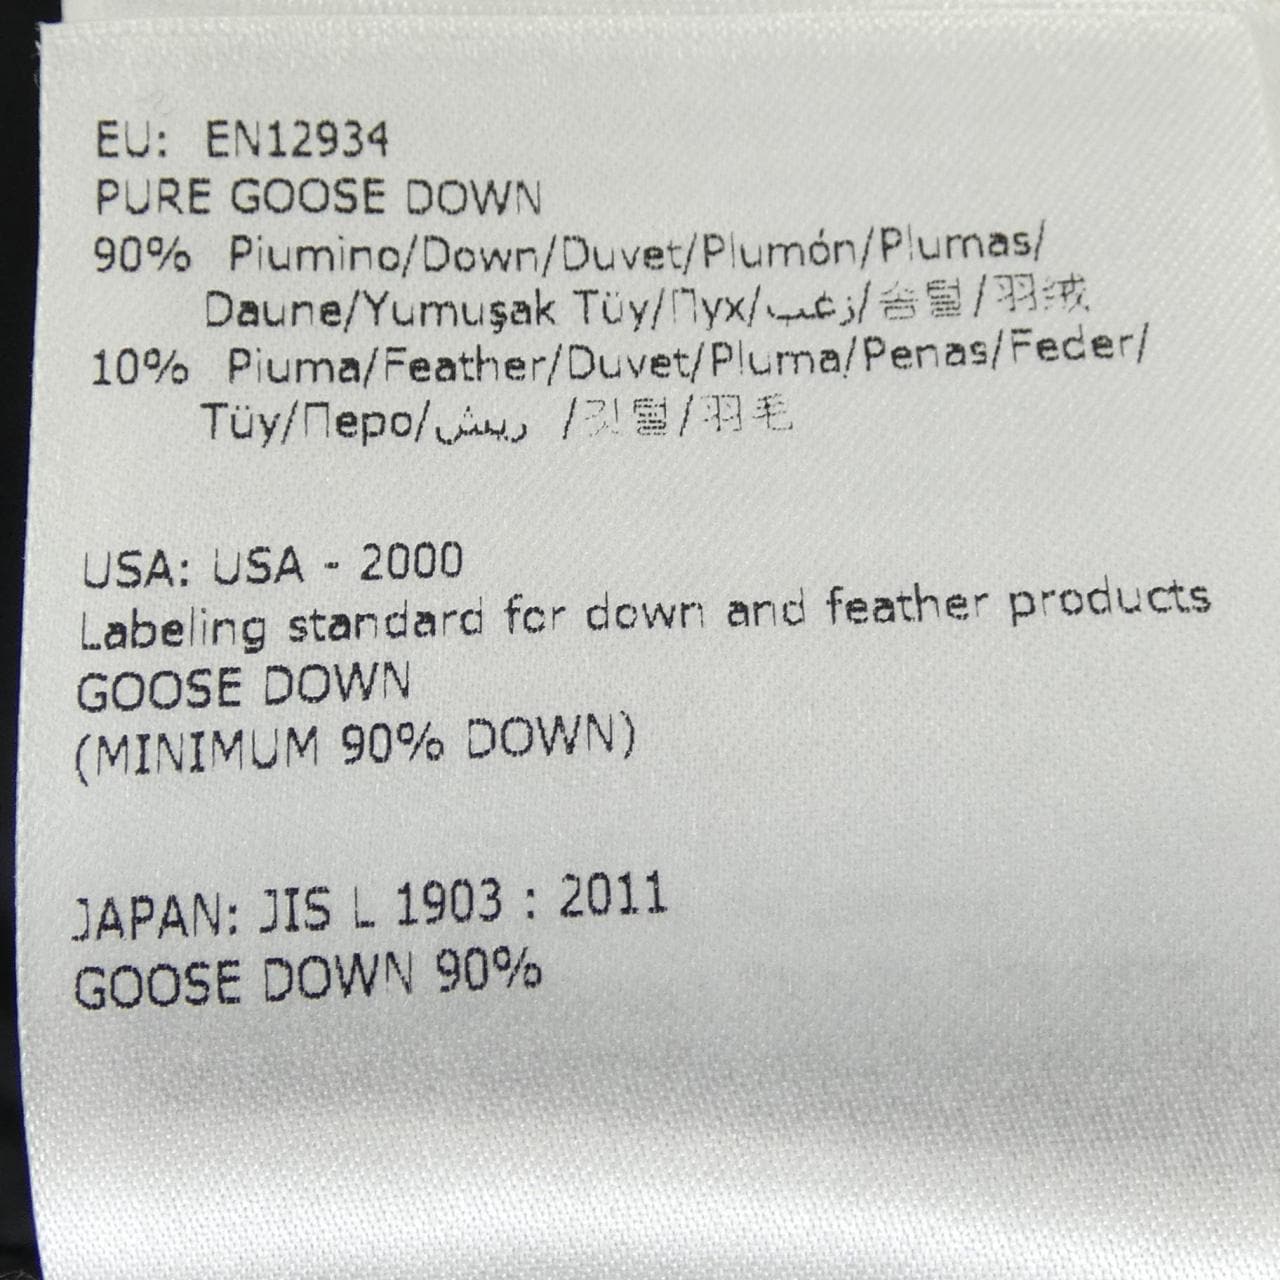 EU: EN12934
PURE GOOSE DOWN
90% Piumino/Down/Duvet/Plumón/Plumas/
Daune/Yumuşak Tüy/Пух/زغب/솜털/羽绒
10% Piuma/Feather/Duvet/Pluma/Penas/Feder/
Tüy/Перо/ريش /깃털/羽毛
USA: USA - 2000
Labeling standard for down and feather products
GOOSE DOWN
(MINIMUM 90% DOWN)
JAPAN: JIS L 1903 : 2011
GOOSE DOWN 90%